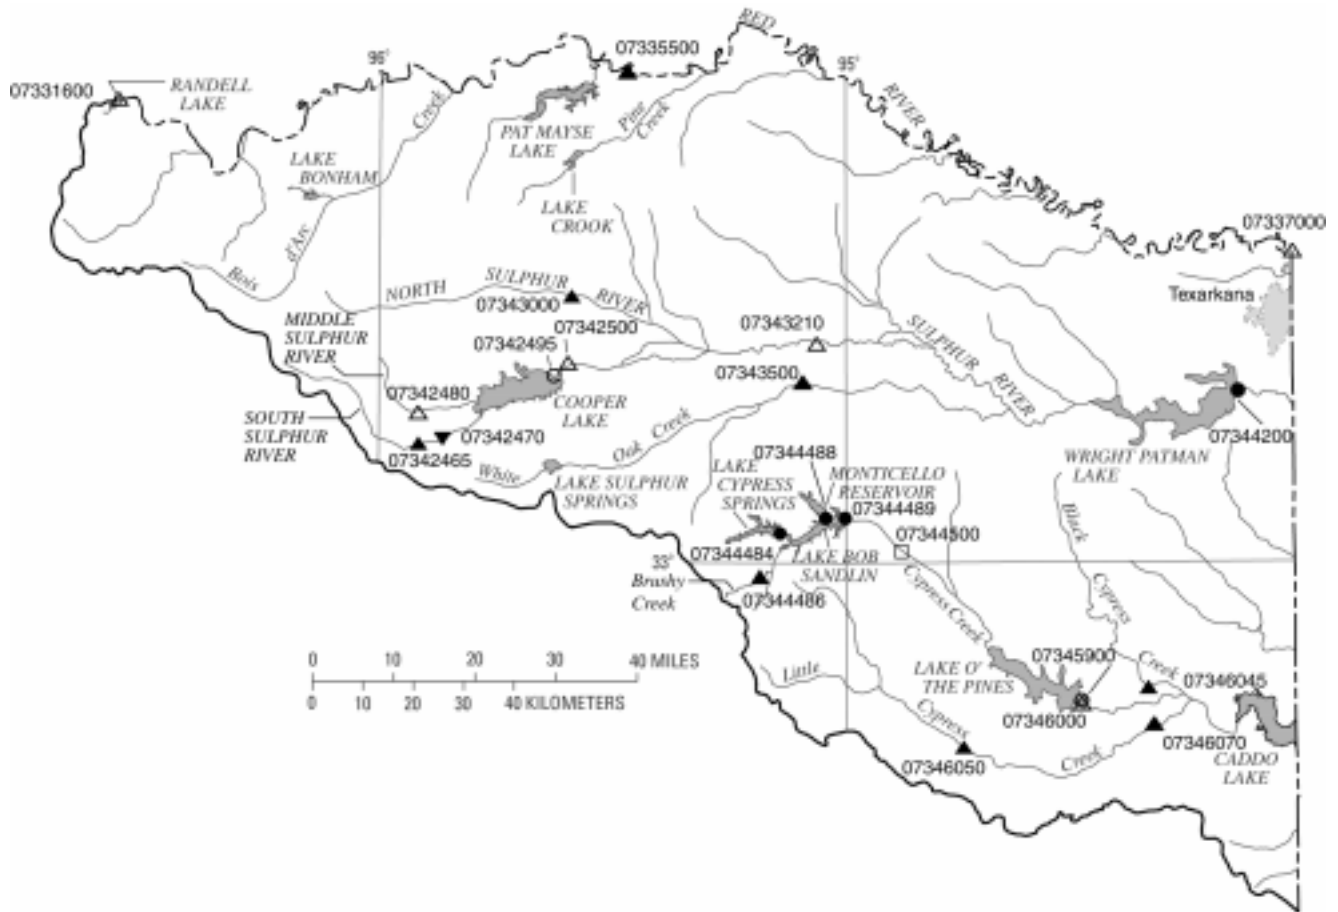 RED
07335500
96°
95°
RANDELL
LAKE
07331600
RIVER
Creek
Pine
Creek
PAT MAYSE
LAKE
LAKE
BONHAM
LAKE
CROOK
d'Arc
Bois
07337000
Texarkana
NORTH SULPHUR RIVER
07343000
07342500
07342495
07343210
MIDDLE
SULPHUR
RIVER
SULPHUR
RIVER
07343500
07342480
COOPER
LAKE
SOUTH
SULPHUR
RIVER
07342470
07342465
White Oak Creek
LAKE SULPHUR
SPRINGS
07344200
WRIGHT PATMAN
LAKE
07344488
LAKE
CYPRESS
SPRINGS
MONTICELLO
RESERVOIR
07344489
07344500
07344484
LAKE BOB
SANDLIN
33°
Brushy
Creek
07344486
Cypress Creek
Black
Cypress
Creek
0 10 20 30 40 MILES
0 10 20 30 40 KILOMETERS
LAKE O'
THE PINES
07345900
07346000
07346045
Little
Cypress
Creek
07346050
07346070
CADDO
LAKE